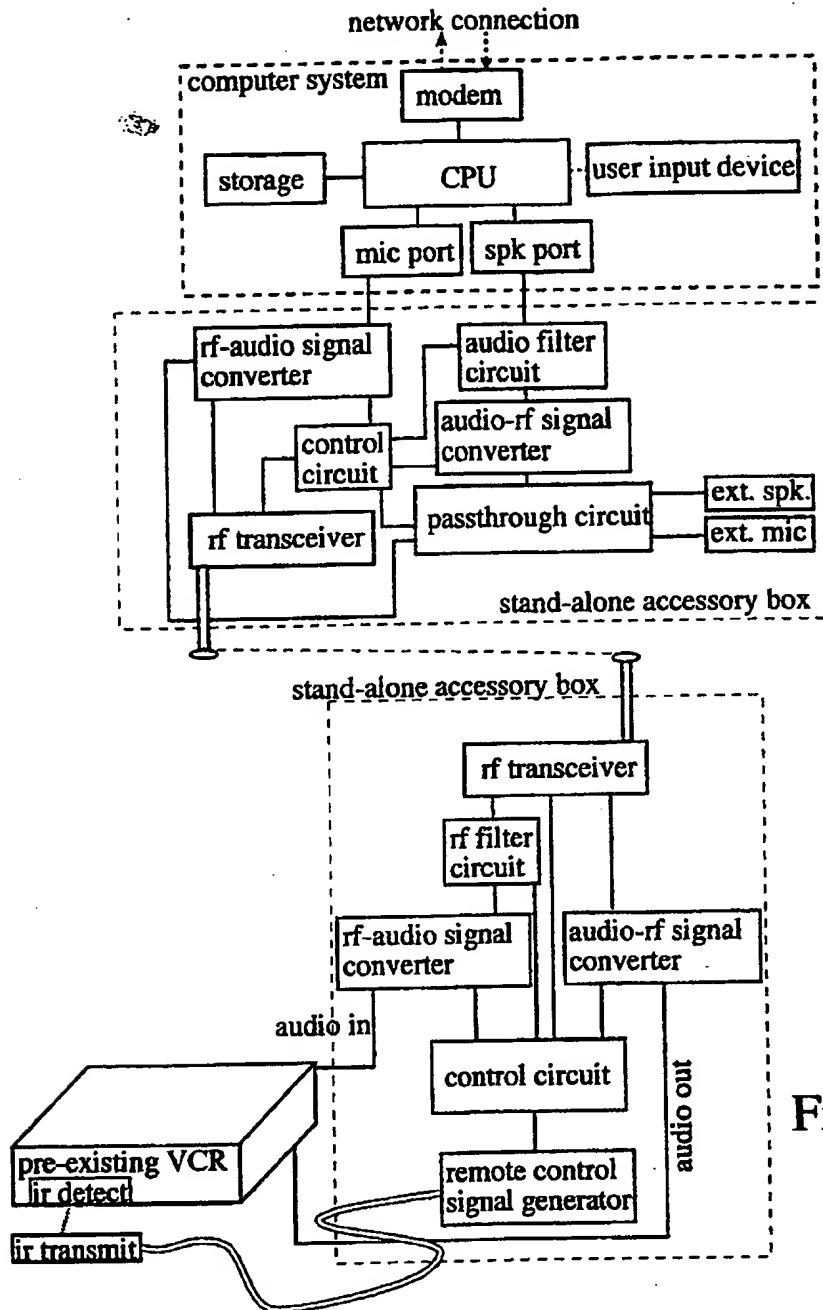 network connection
computer system
modem
storage
CPU
user input device
mic port
spk port
rf-audio signal
converter
audio filter
circuit
control
circuit
audio-rf signal
converter
rf transceiver
passthrough circuit
ext. spk.
ext. mic
stand-alone accessory box
stand-alone accessory box
rf transceiver
rf filter
circuit
rf-audio signal
converter
audio-rf signal
converter
audio in
control circuit
audio out
pre-existing VCR
ir detect
ir transmit
remote control
signal generator